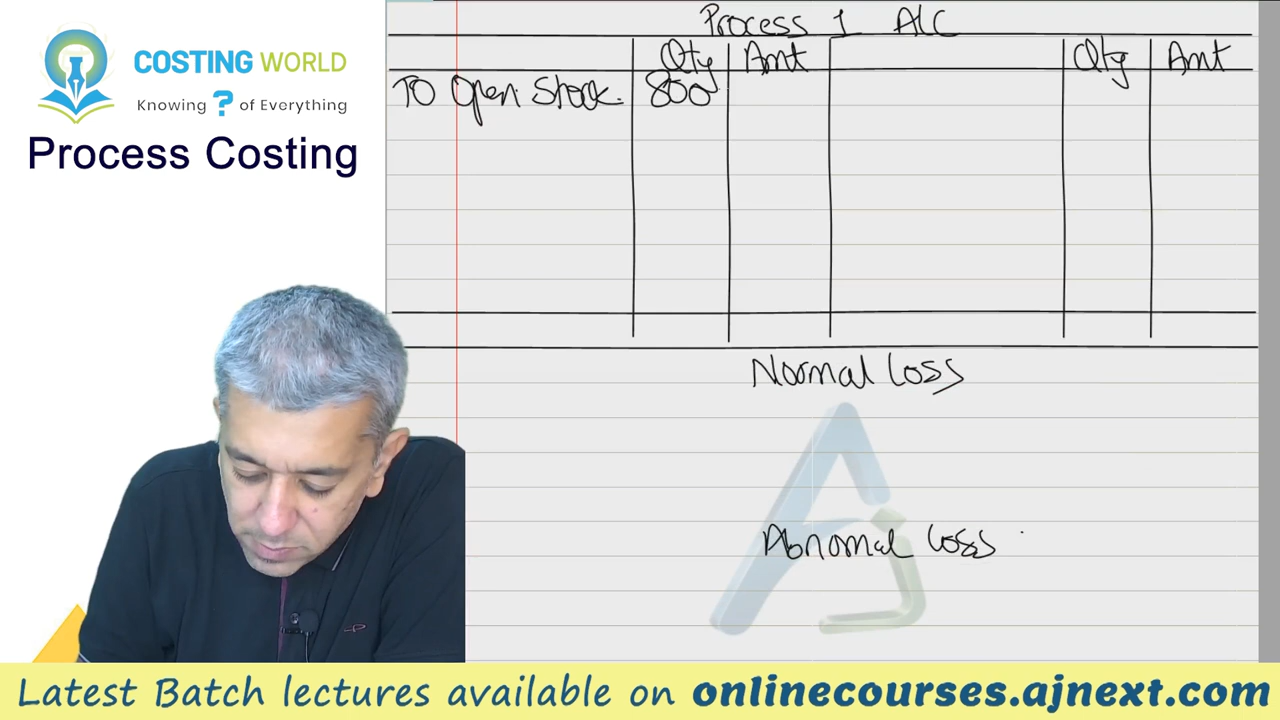 COSTING WORLD
Knowing ? of Everything
Process Costing
Process 1 A/C
Qty Amt Qty Amt
To Open. Stock. 800
Normal Loss
Abnormal Loss
Latest Batch lectures available on onlinecourses.ajnext.com